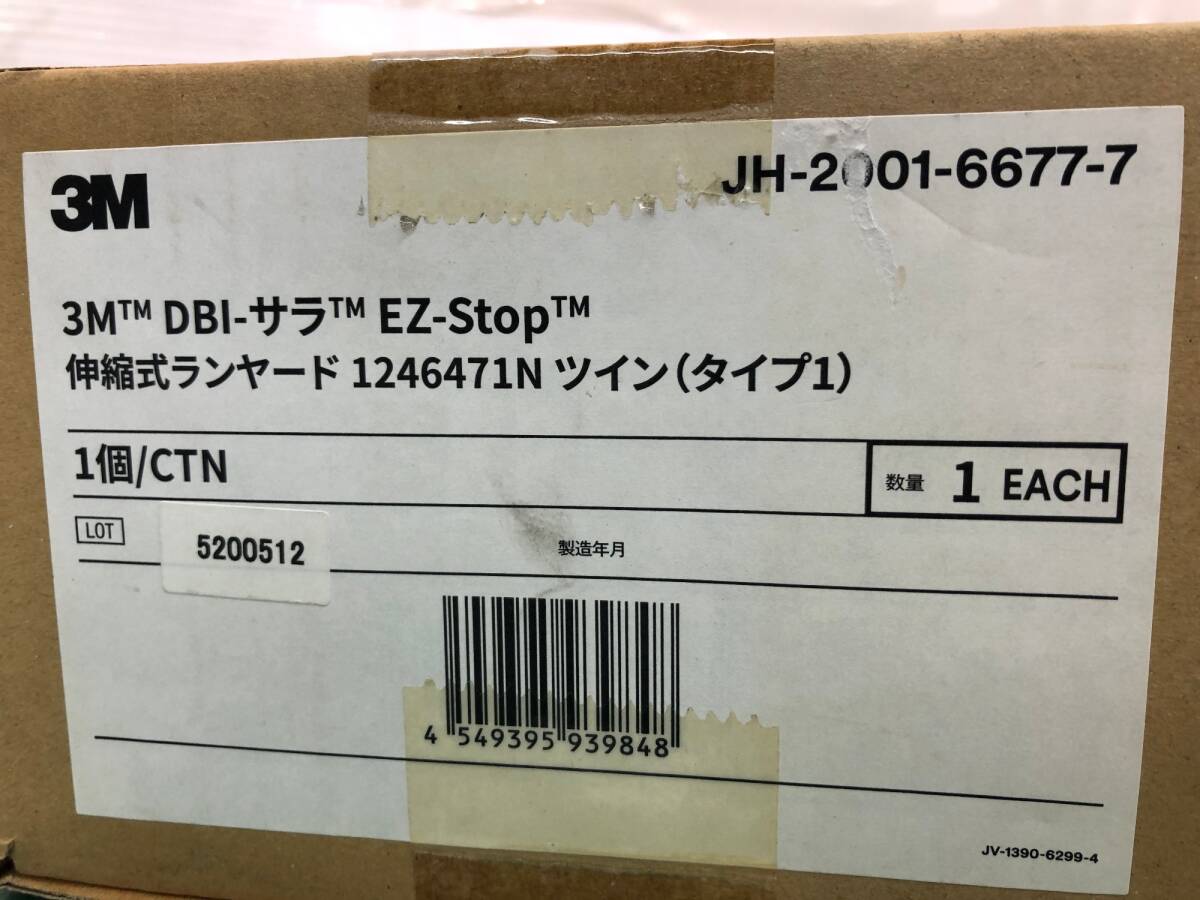 3M
JH-2001-6677-7
3M™ DBI-サラ™ EZ-Stop™
伸縮式ランヤード 1246471N ツイン(タイプ1)
1個/CTN
数量 1 EACH
LOT 5200512 製造年月
4 549395 939848
JV-1390-6299-4